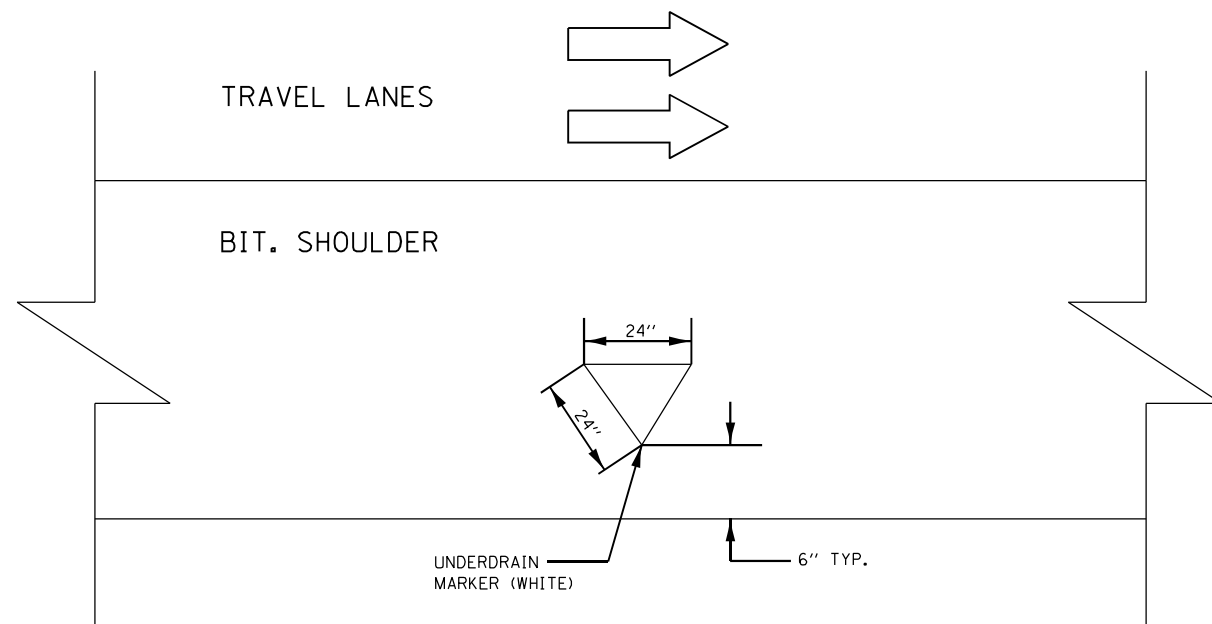 TRAVEL LANES
BIT. SHOULDER
24''
24''
UNDERDRAIN
MARKER (WHITE)
6'' TYP.